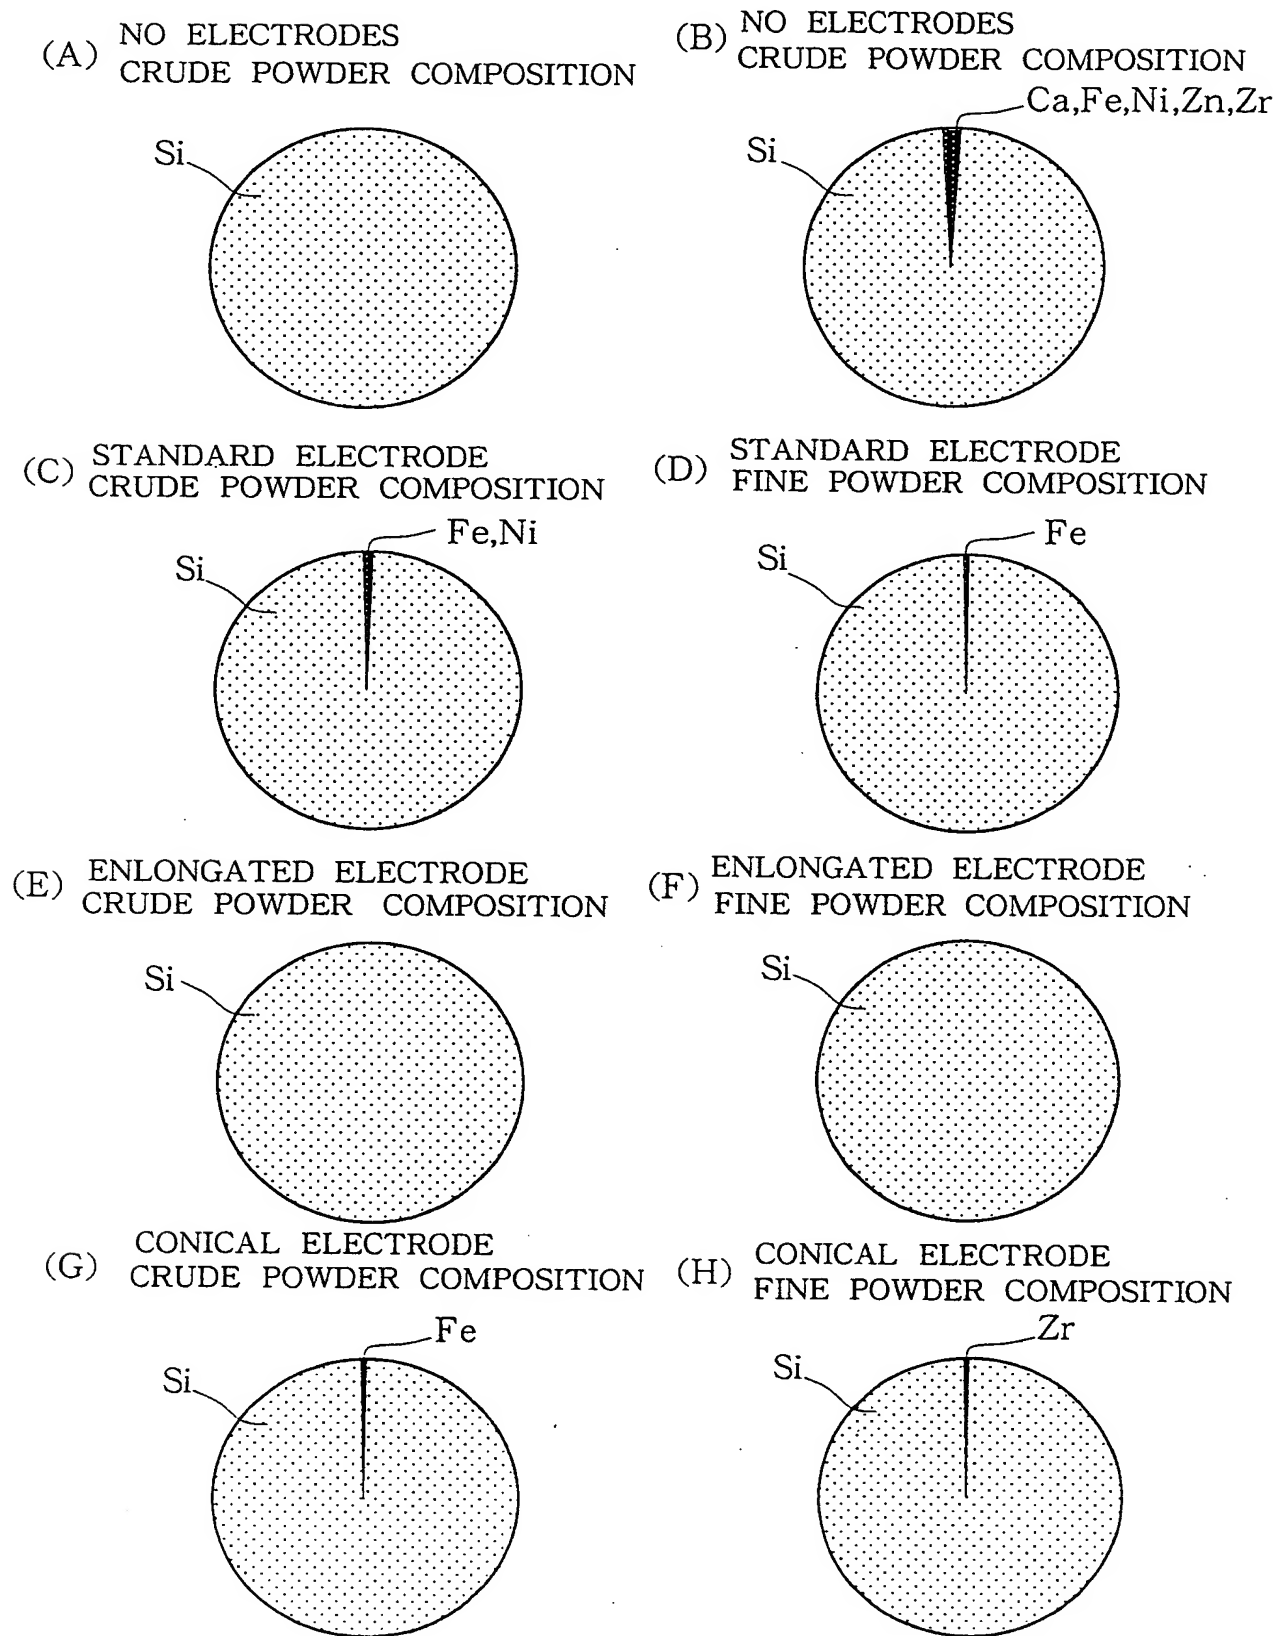 (A) NO ELECTRODES
CRUDE POWDER COMPOSITION
Si
(B) NO ELECTRODES
CRUDE POWDER COMPOSITION
Ca,Fe,Ni,Zn,Zr
Si
(C) STANDARD ELECTRODE
CRUDE POWDER COMPOSITION
Fe,Ni
Si
(D) STANDARD ELECTRODE
FINE POWDER COMPOSITION
Fe
Si
(E) ENLONGATED ELECTRODE
CRUDE POWDER COMPOSITION
Si
(F) ENLONGATED ELECTRODE
FINE POWDER COMPOSITION
Si
(G) CONICAL ELECTRODE
CRUDE POWDER COMPOSITION
Fe
Si
(H) CONICAL ELECTRODE
FINE POWDER COMPOSITION
Zr
Si